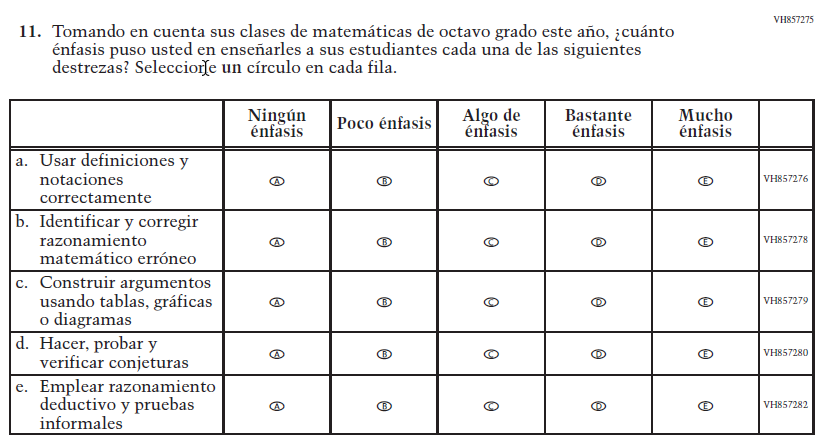 VH857275
11. Tomando en cuenta sus clases de matemáticas de octavo grado este año, ¿cuánto
énfasis puso usted en enseñarles a sus estudiantes cada una de las siguientes
destrezas? Seleccione un círculo en cada fila.
Ningún énfasis Poco énfasis Algo de énfasis Bastante énfasis Mucho énfasis
a. Usar definiciones y
notaciones
correctamente
A B C D E VH857276
b. Identificar y corregir
razonamiento
matemático erróneo
A B C D E VH857278
c. Construir argumentos
usando tablas, gráficas
o diagramas
A B C D E VH857279
d. Hacer, probar y
verificar conjeturas
A B C D E VH857280
e. Emplear razonamiento
deductivo y pruebas
informales
A B C D E VH857282